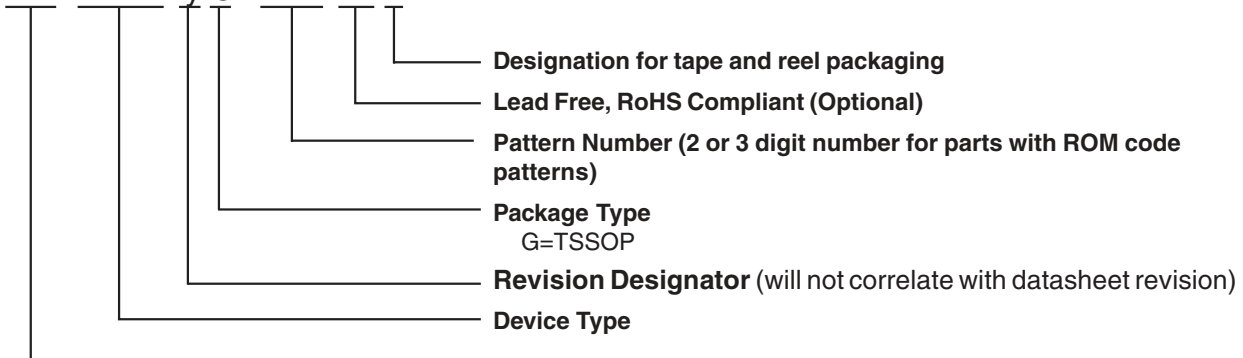 Designation for tape and reel packaging
Lead Free, RoHS Compliant (Optional)
Pattern Number (2 or 3 digit number for parts with ROM code
patterns)
Package Type
G=TSSOP
Revision Designator (will not correlate with datasheet revision)
Device Type